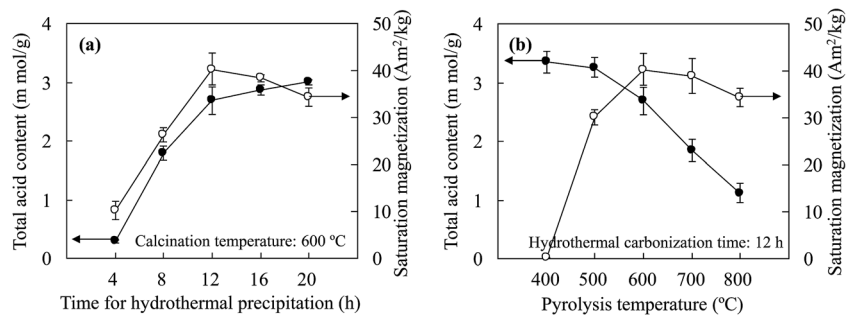 (a)
Total acid content (m mol/g)
4
3
2
1
0
50
40
30
20
10
0
Saturation magnetization (Am²/kg)
Calcination temperature: 600 ºC
4 8 12 16 20
Time for hydrothermal precipitation (h)
(b)
Total acid content (m mol/g)
4
3
2
1
0
50
40
30
20
10
0
Saturation magnetization (Am²/kg)
Hydrothermal carbonization time: 12 h
400 500 600 700 800
Pyrolysis temperature (ºC)